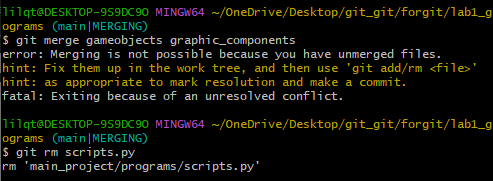 lilqt@DESKTOP-9S9DC9O MINGW64 ~/OneDrive/Desktop/git_git/forgit/lab1_g
ograms (main|MERGING)
$ git merge gameobjects graphic_components
error: Merging is not possible because you have unmerged files.
hint: Fix them up in the work tree, and then use 'git add/rm <file>'
hint: as appropriate to mark resolution and make a commit.
fatal: Exiting because of an unresolved conflict.
lilqt@DESKTOP-9S9DC9O MINGW64 ~/OneDrive/Desktop/git_git/forgit/lab1_g
ograms (main|MERGING)
$ git rm scripts.py
rm 'main_project/programs/scripts.py'